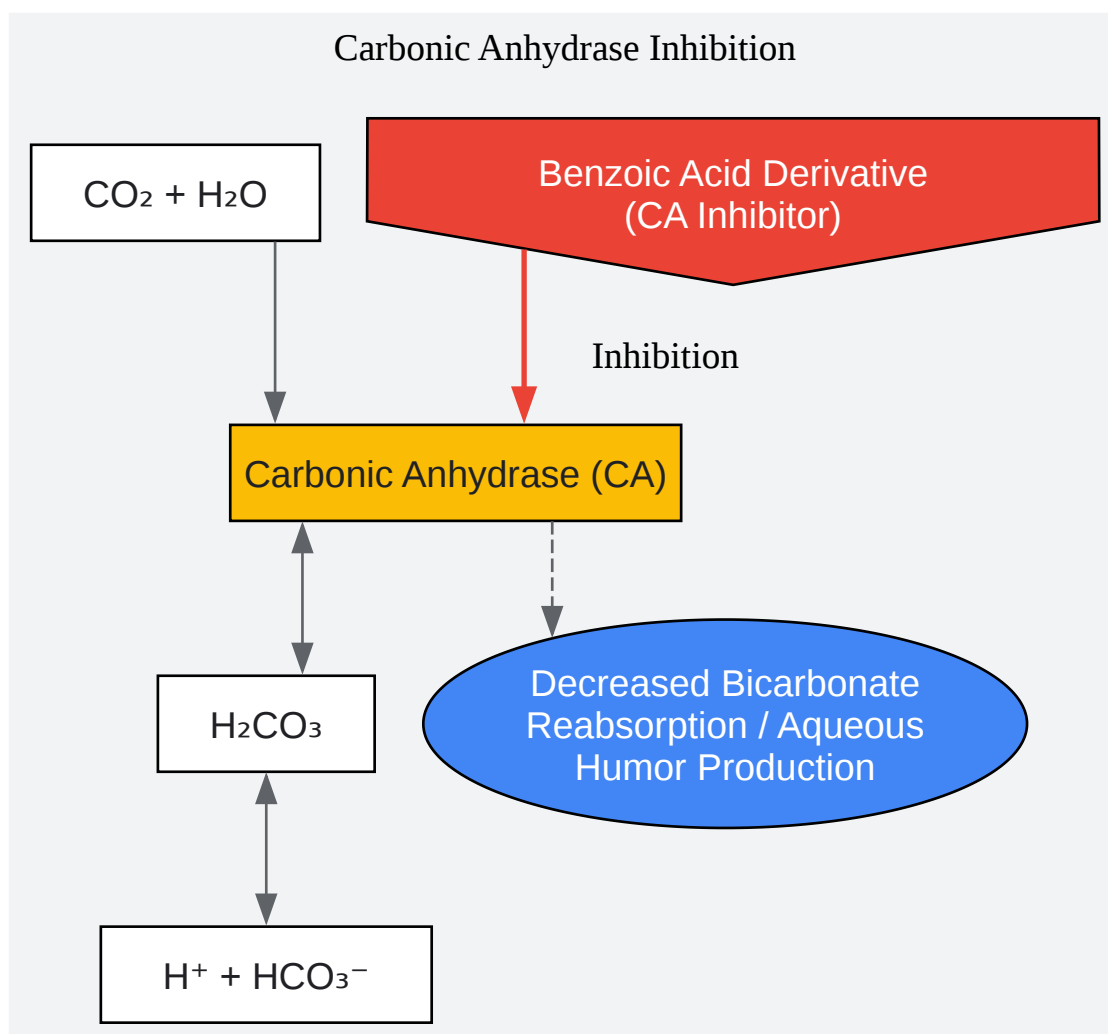 Carbonic Anhydrase Inhibition
CO₂ + H₂O
Benzoic Acid Derivative
(CA Inhibitor)
Inhibition
Carbonic Anhydrase (CA)
H₂CO₃
Decreased Bicarbonate
Reabsorption / Aqueous
Humor Production
H⁺ + HCO₃⁻